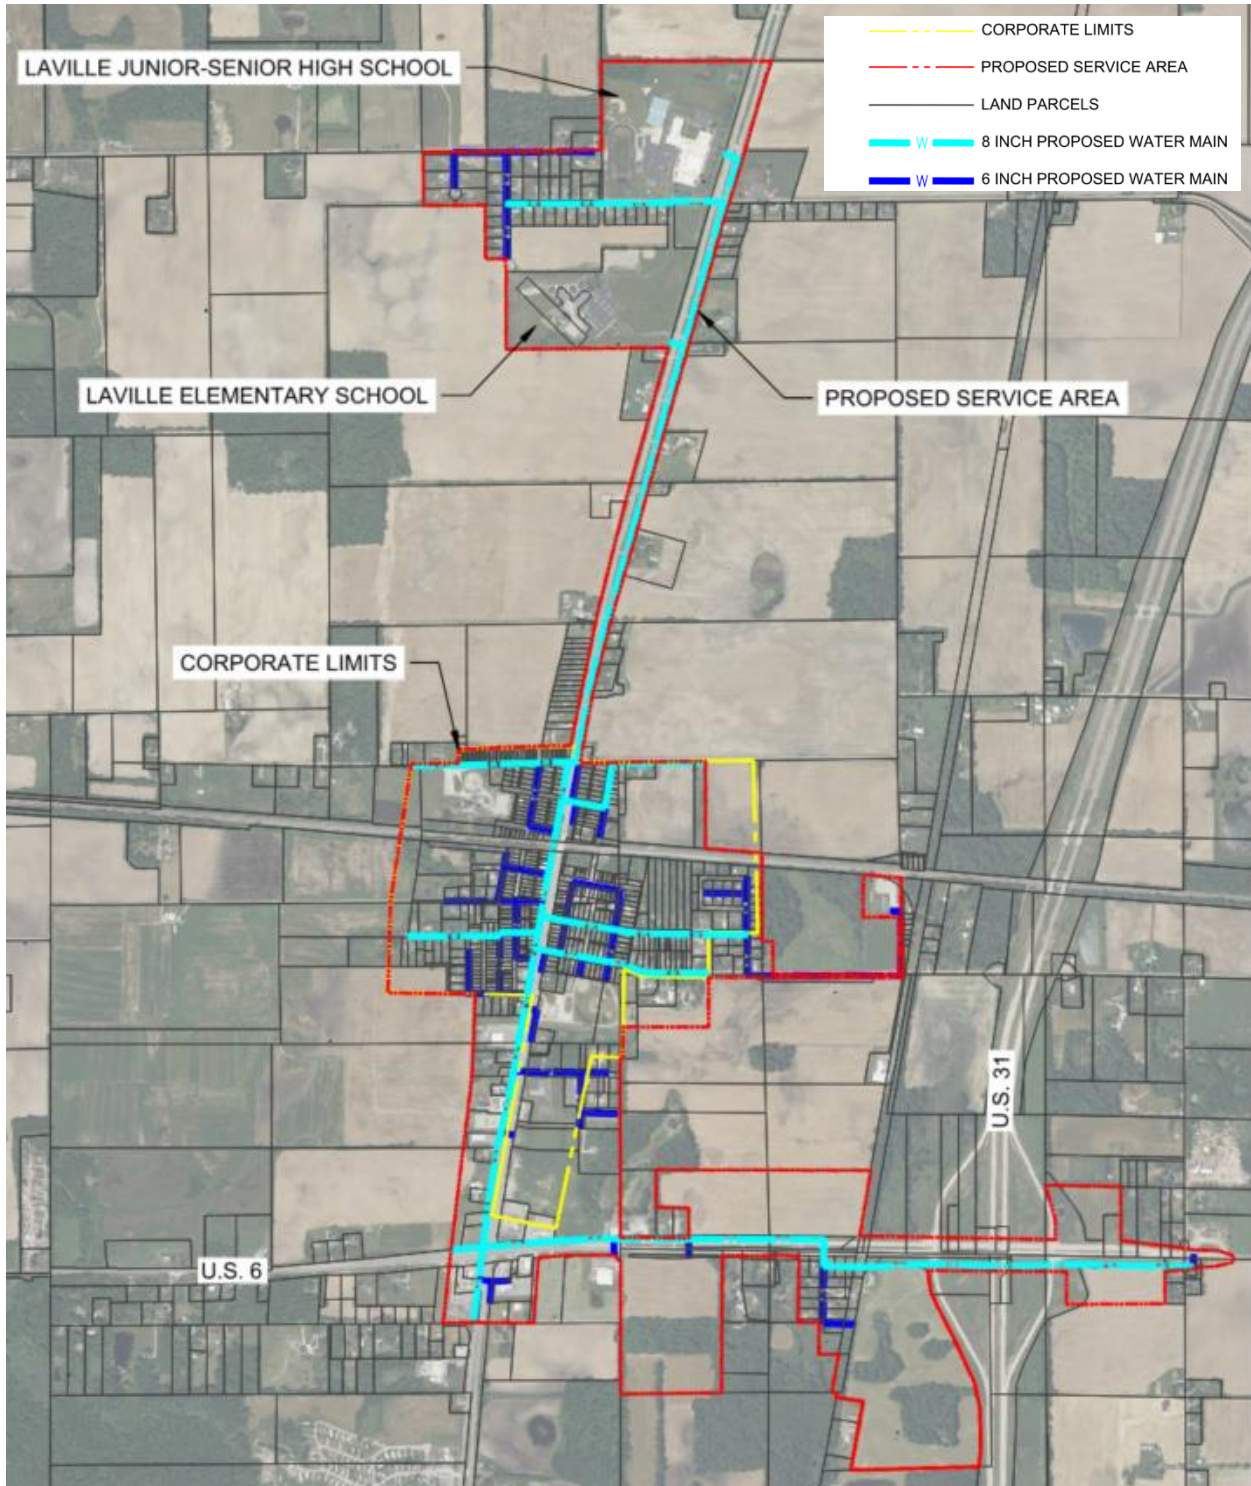 CORPORATE LIMITS
PROPOSED SERVICE AREA
LAND PARCELS
W 8 INCH PROPOSED WATER MAIN
W 6 INCH PROPOSED WATER MAIN
LAVILLE JUNIOR-SENIOR HIGH SCHOOL
LAVILLE ELEMENTARY SCHOOL
PROPOSED SERVICE AREA
CORPORATE LIMITS
U.S. 31
U.S. 6